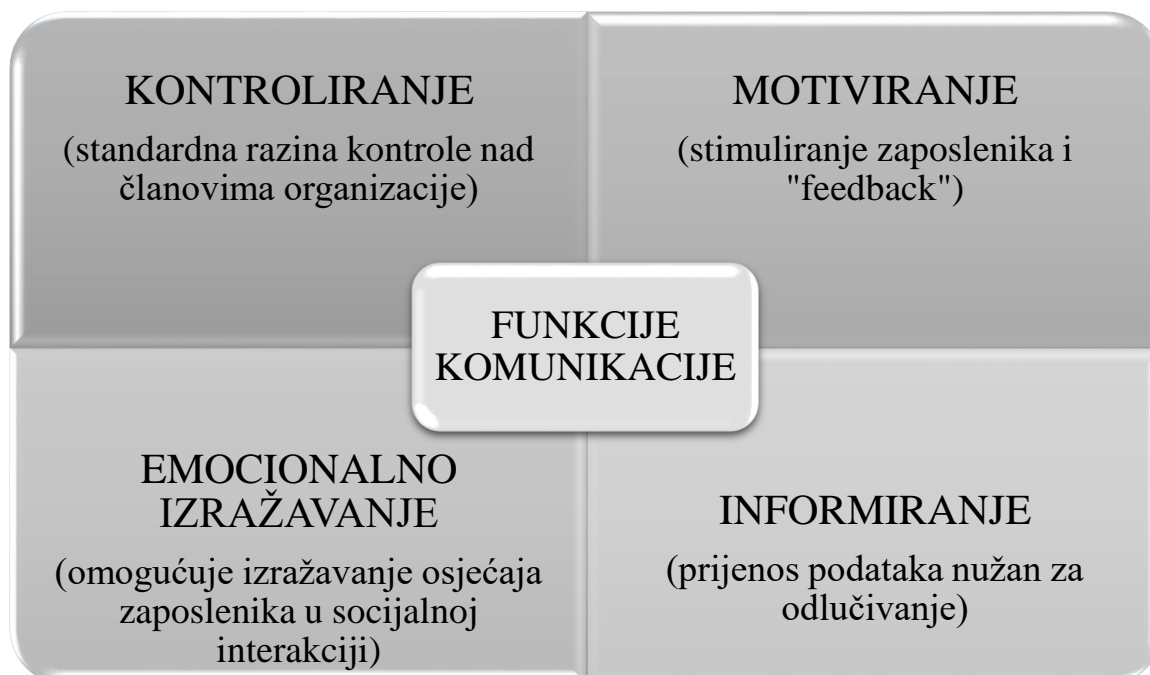 KONTROLIRANJE
(standardna razina kontrole nad
članovima organizacije)
MOTIVIRANJE
(stimuliranje zaposlenika i
"feedback")
FUNKCIJE
KOMUNIKACIJE
EMOCIONALNO
IZRAŽAVANJE
(omogućuje izražavanje osjećaja
zaposlenika u socijalnoj
interakciji)
INFORMIRANJE
(prijenos podataka nužan za
odlučivanje)